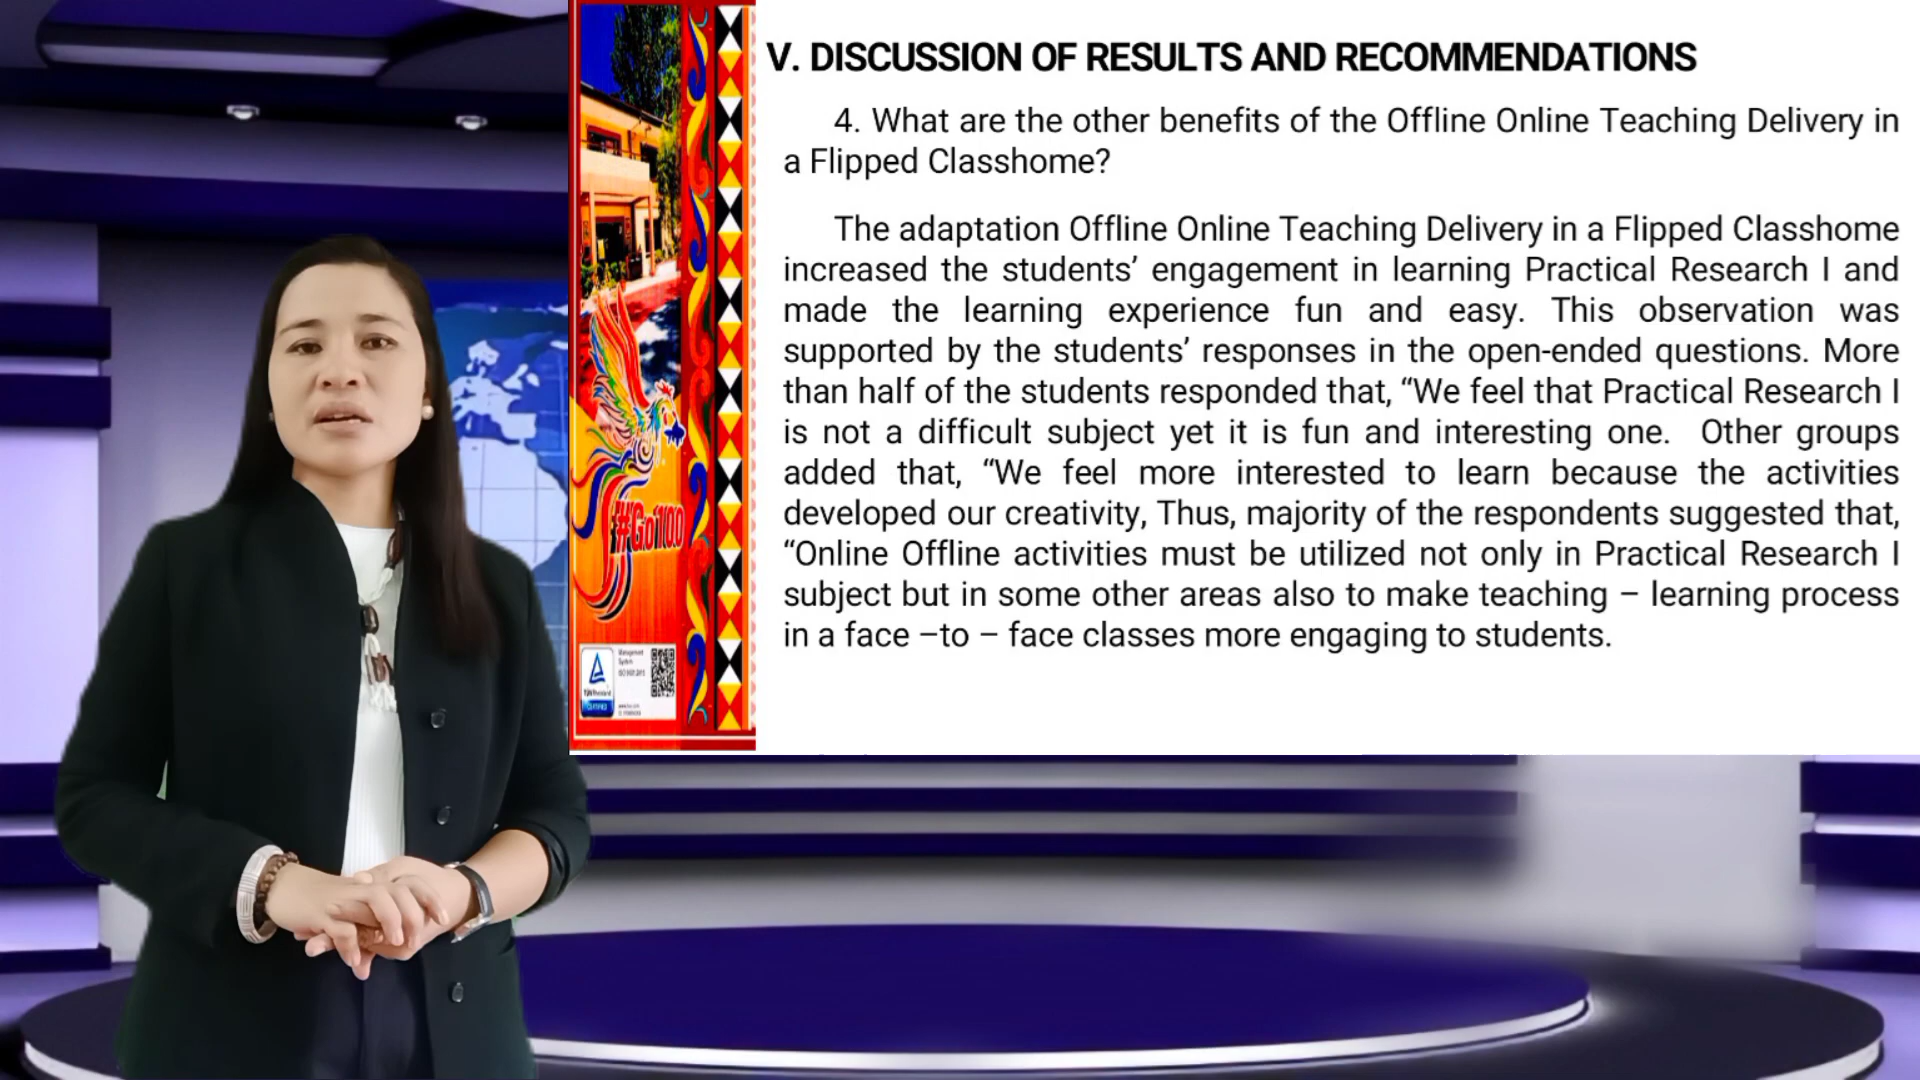 V. DISCUSSION OF RESULTS AND RECOMMENDATIONS
4. What are the other benefits of the Offline Online Teaching Delivery in
a Flipped Classhome?
The adaptation Offline Online Teaching Delivery in a Flipped Classhome
increased the students’ engagement in learning Practical Research I and
made the learning experience fun and easy. This observation was
supported by the students’ responses in the open-ended questions. More
than half of the students responded that, “We feel that Practical Research I
is not a difficult subject yet it is fun and interesting one. Other groups
added that, “We feel more interested to learn because the activities
developed our creativity, Thus, majority of the respondents suggested that,
“Online Offline activities must be utilized not only in Practical Research I
subject but in some other areas also to make teaching – learning process
in a face –to – face classes more engaging to students.
Management
System
CERTIFIED